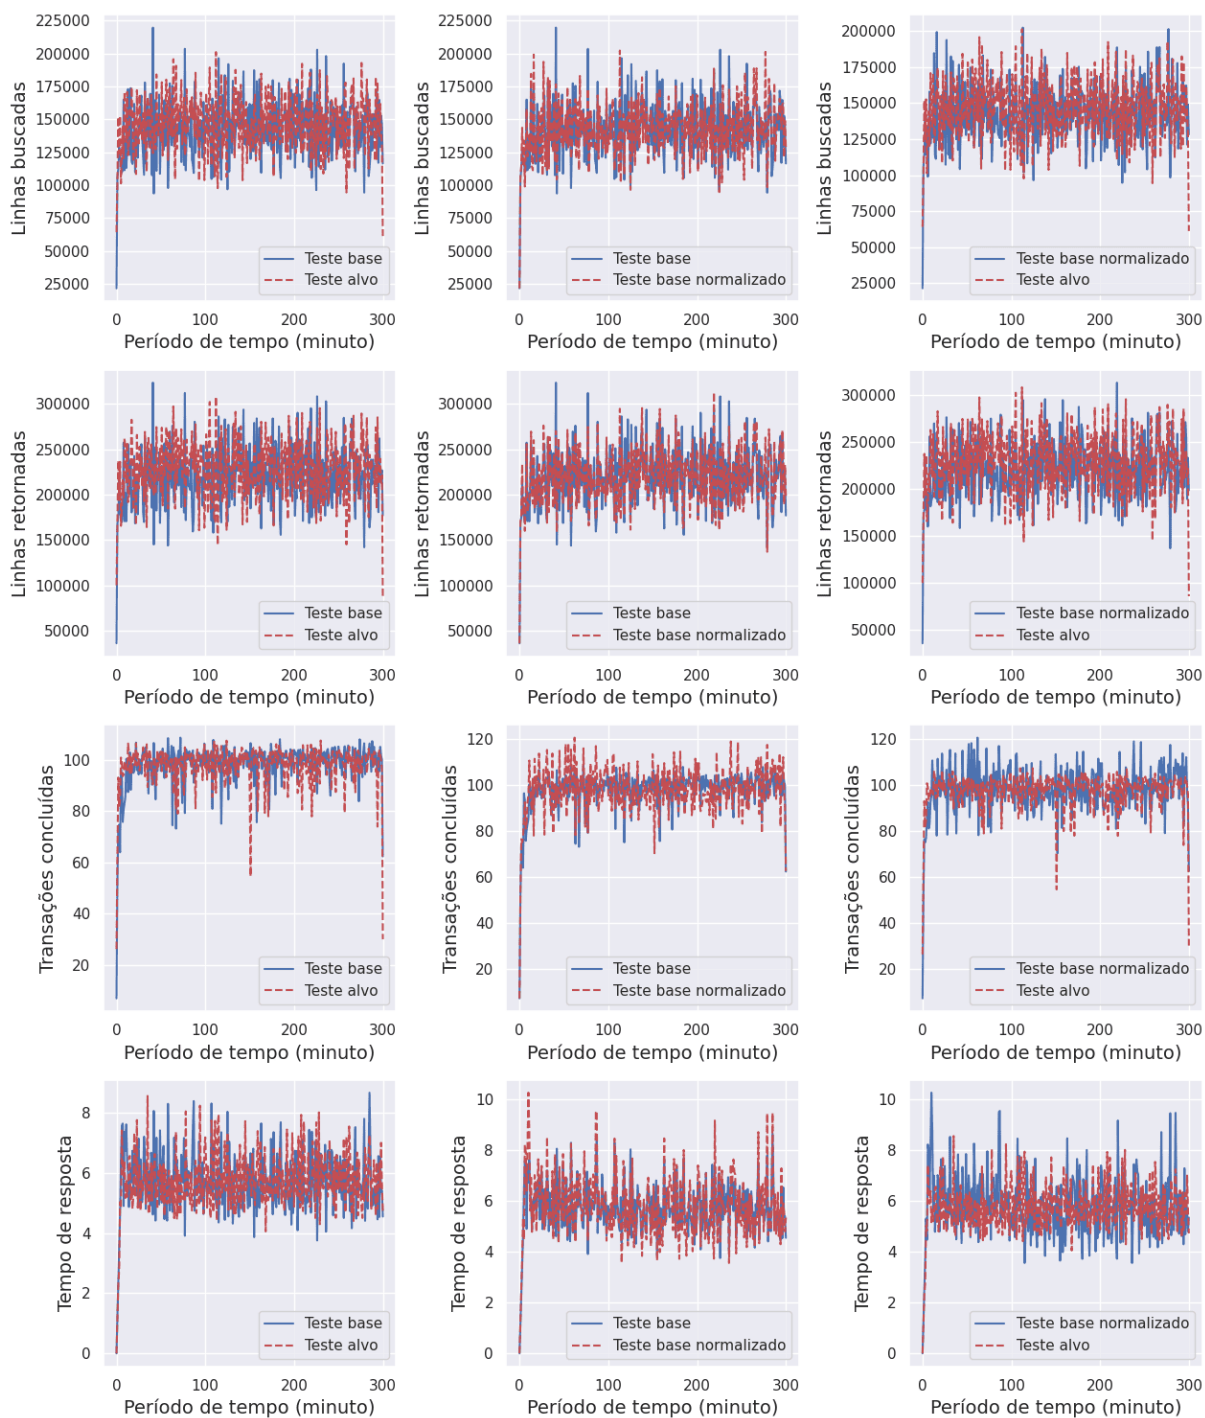 225000
200000
175000
150000
125000
100000
75000
50000
25000
Linhas buscadas
Teste base
Teste alvo
0 100 200 300
Período de tempo (minuto)
225000
200000
175000
150000
125000
100000
75000
50000
25000
Linhas buscadas
Teste base
Teste base normalizado
0 100 200 300
Período de tempo (minuto)
200000
175000
150000
125000
100000
75000
50000
25000
Linhas buscadas
Teste base normalizado
Teste alvo
0 100 200 300
Período de tempo (minuto)
300000
250000
200000
150000
100000
50000
Linhas retornadas
Teste base
Teste alvo
0 100 200 300
Período de tempo (minuto)
300000
250000
200000
150000
100000
50000
Linhas retornadas
Teste base
Teste base normalizado
0 100 200 300
Período de tempo (minuto)
300000
250000
200000
150000
100000
50000
Linhas retornadas
Teste base normalizado
Teste alvo
0 100 200 300
Período de tempo (minuto)
100
80
60
40
20
Transações concluídas
Teste base
Teste alvo
0 100 200 300
Período de tempo (minuto)
120
100
80
60
40
20
Transações concluídas
Teste base
Teste base normalizado
0 100 200 300
Período de tempo (minuto)
120
100
80
60
40
20
Transações concluídas
Teste base normalizado
Teste alvo
0 100 200 300
Período de tempo (minuto)
8
6
4
2
0
Tempo de resposta
Teste base
Teste alvo
0 100 200 300
Período de tempo (minuto)
10
8
6
4
2
0
Tempo de resposta
Teste base
Teste base normalizado
0 100 200 300
Período de tempo (minuto)
10
8
6
4
2
0
Tempo de resposta
Teste base normalizado
Teste alvo
0 100 200 300
Período de tempo (minuto)